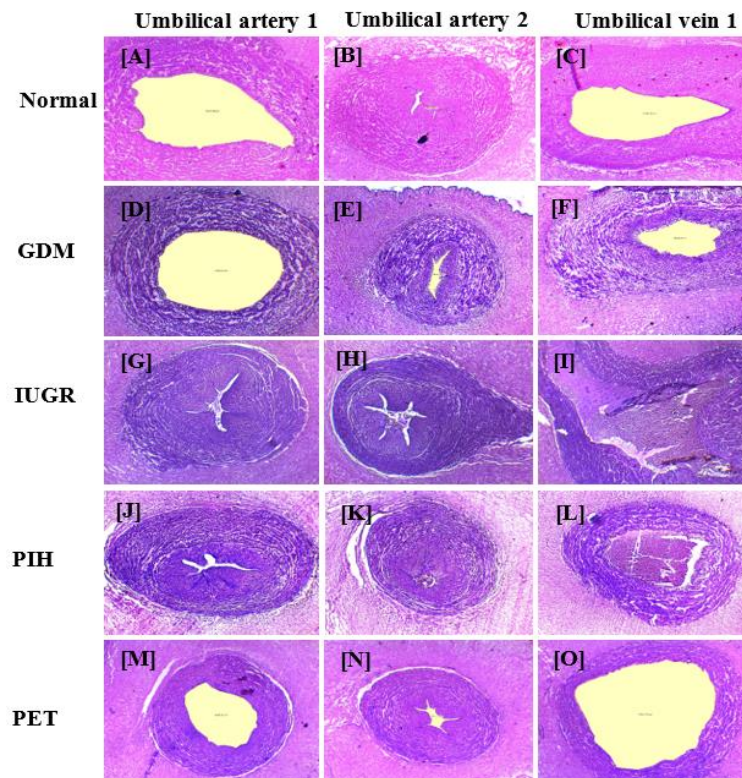 Umbilical artery 1 Umbilical artery 2 Umbilical vein 1
Normal [A] [B] [C]
GDM [D] [E] [F]
IUGR [G] [H] [I]
PIH [J] [K] [L]
PET [M] [N] [O]